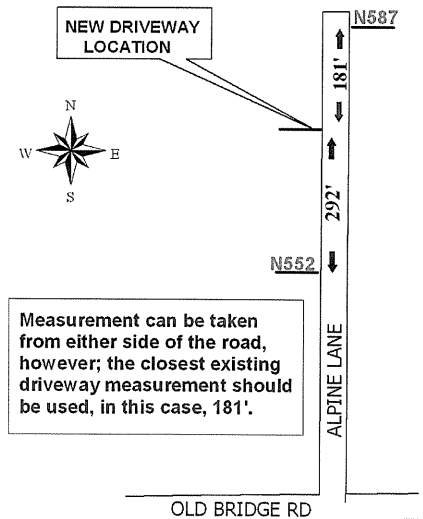 NEW DRIVEWAY
LOCATION
N587
181'
N
W
E
S
292'
N552
Measurement can be taken
from either side of the road,
however; the closest existing
driveway measurement should
be used, in this case, 181'.
ALPINE LANE
OLD BRIDGE RD